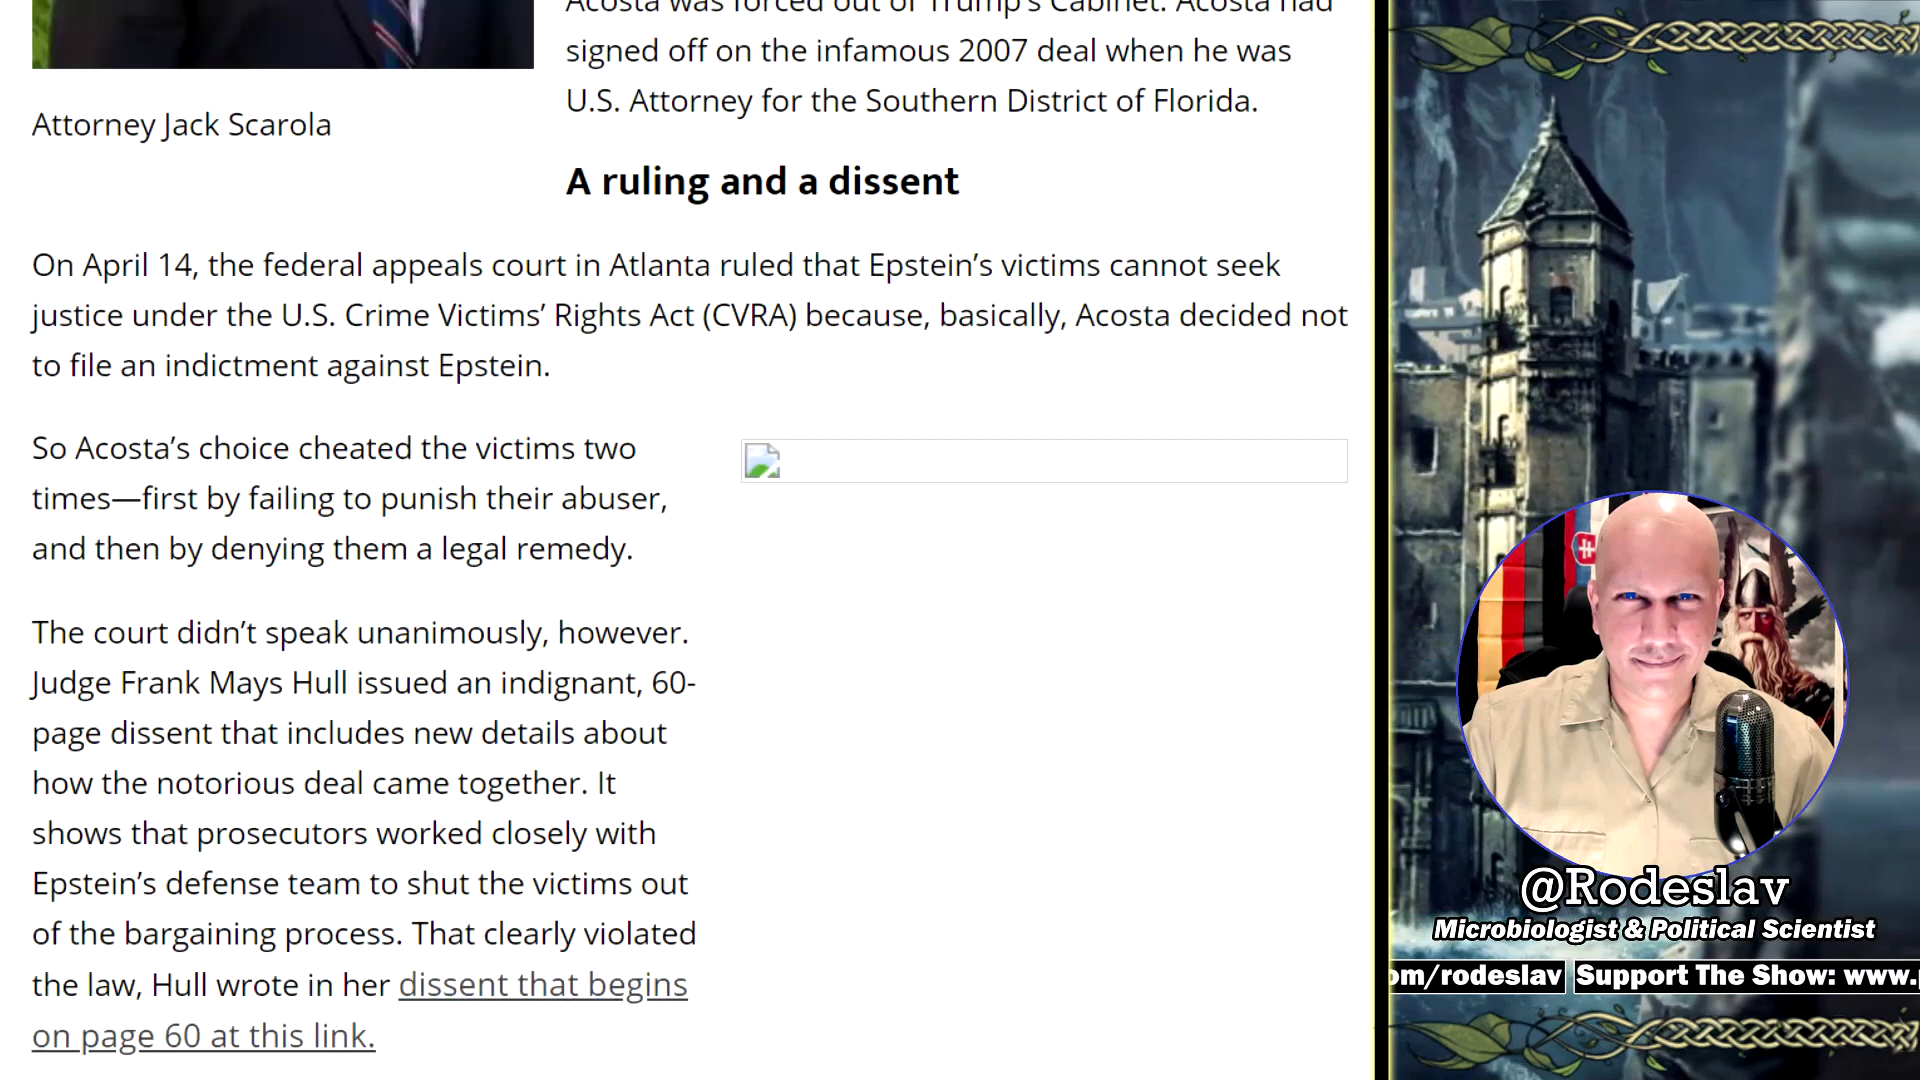 Acosta was forced out of Trump's Cabinet. Acosta had
signed off on the infamous 2007 deal when he was
U.S. Attorney for the Southern District of Florida.
Attorney Jack Scarola
A ruling and a dissent
On April 14, the federal appeals court in Atlanta ruled that Epstein’s victims cannot seek
justice under the U.S. Crime Victims’ Rights Act (CVRA) because, basically, Acosta decided not
to file an indictment against Epstein.
So Acosta’s choice cheated the victims two
times—first by failing to punish their abuser,
and then by denying them a legal remedy.
The court didn’t speak unanimously, however.
Judge Frank Mays Hull issued an indignant, 60-
page dissent that includes new details about
how the notorious deal came together. It
shows that prosecutors worked closely with
Epstein’s defense team to shut the victims out
of the bargaining process. That clearly violated
the law, Hull wrote in her dissent that begins
on page 60 at this link.
@Rodeslav
Microbiologist & Political Scientist
om/rodeslav Support The Show: www.p